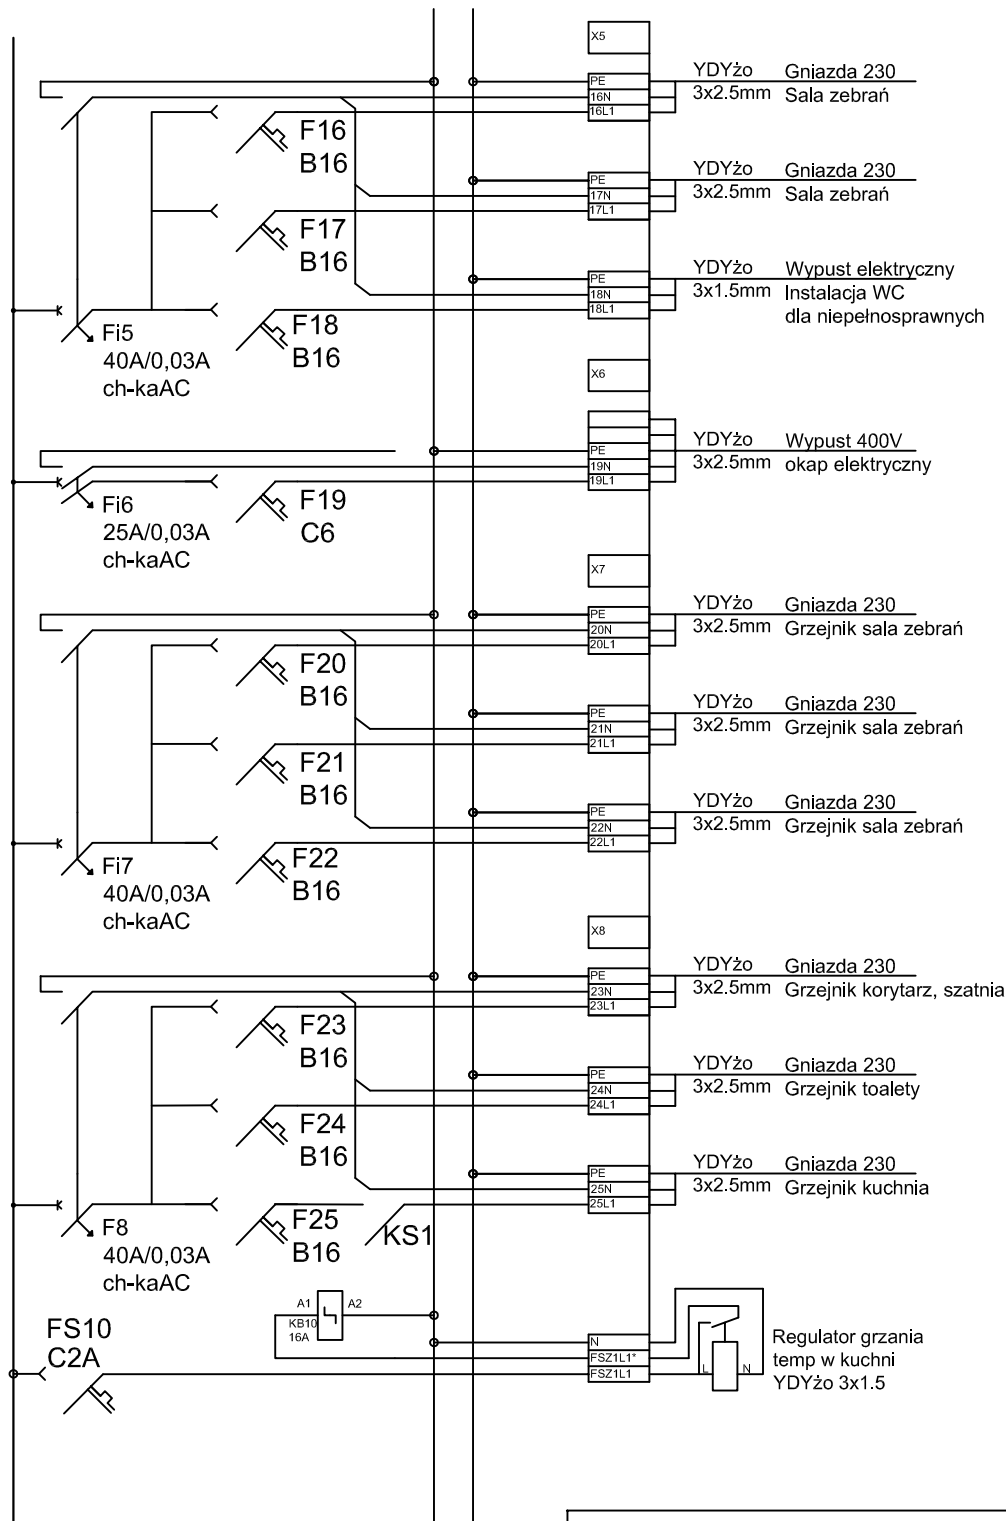 X5
PE
16N
16L1
YDYżo
3x2.5mm
Gniazda 230
Sala zebrań
F16
B16
PE
17N
17L1
YDYżo
3x2.5mm
Gniazda 230
Sala zebrań
F17
B16
PE
18N
18L1
YDYżo
3x1.5mm
Wypust elektryczny
Instalacja WC
dla niepełnosprawnych
Fi5
40A/0,03A
ch-kaAC
F18
B16
X6
PE
19N
19L1
YDYżo
3x2.5mm
Wypust 400V
okap elektryczny
Fi6
25A/0,03A
ch-kaAC
F19
C6
X7
PE
20N
20L1
YDYżo
3x2.5mm
Gniazda 230
Grzejnik sala zebrań
F20
B16
PE
21N
21L1
YDYżo
3x2.5mm
Gniazda 230
Grzejnik sala zebrań
F21
B16
PE
22N
22L1
YDYżo
3x2.5mm
Gniazda 230
Grzejnik sala zebrań
Fi7
40A/0,03A
ch-kaAC
F22
B16
X8
PE
23N
23L1
YDYżo
3x2.5mm
Gniazda 230
Grzejnik korytarz, szatnia
F23
B16
PE
24N
24L1
YDYżo
3x2.5mm
Gniazda 230
Grzejnik toalety
F24
B16
PE
25N
25L1
YDYżo
3x2.5mm
Gniazda 230
Grzejnik kuchnia
F8
40A/0,03A
ch-kaAC
F25
B16
KS1
A1
A2
KB10
16A
FS10
C2A
N
FSZ1L1*
FSZ1L1
L
N
Regulator grzania
temp w kuchni
YDYżo 3x1.5